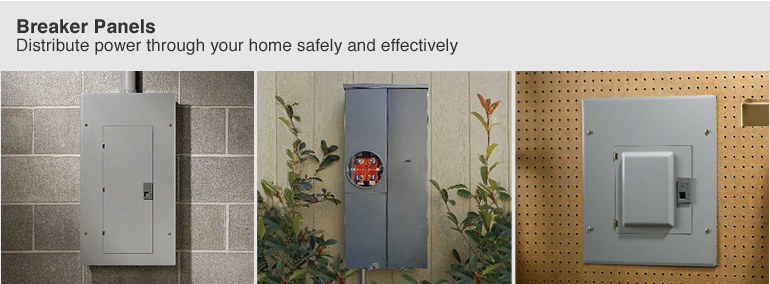 Breaker Panels
Distribute power through your home safely and effectively